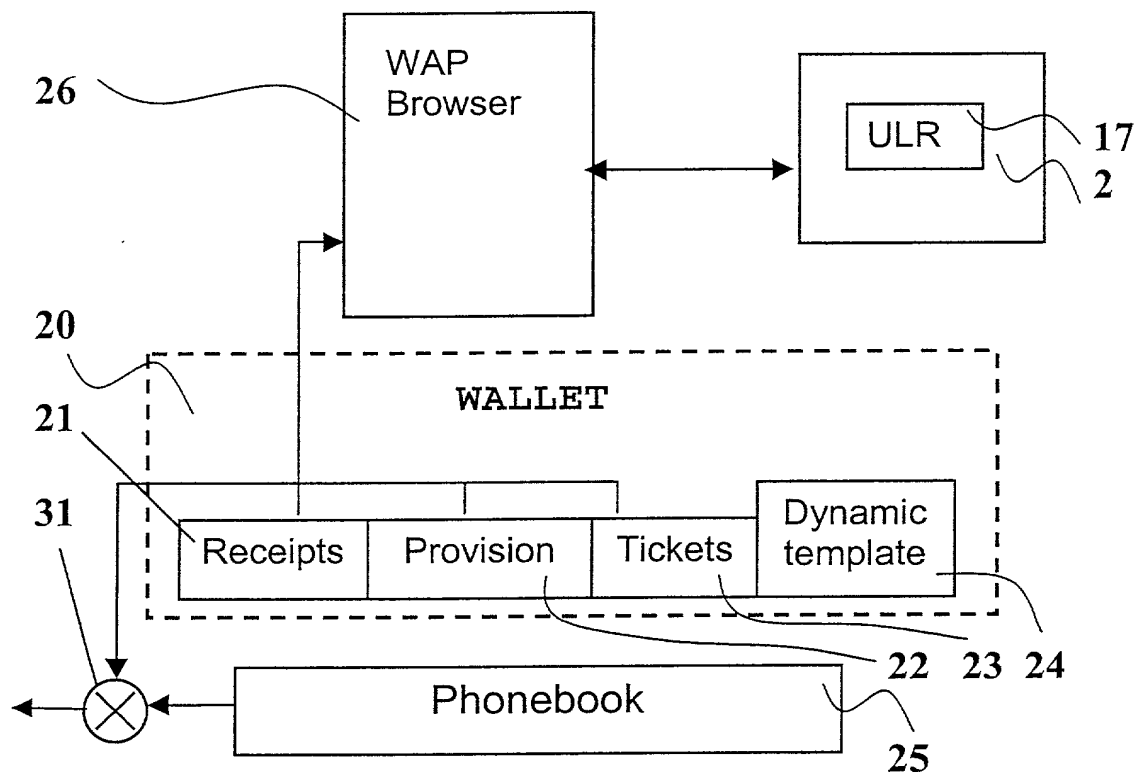 WAP
Browser
26
ULR
17
2
20
WALLET
21
31
Receipts
Provision
Tickets
Dynamic
template
22
23
24
Phonebook
25